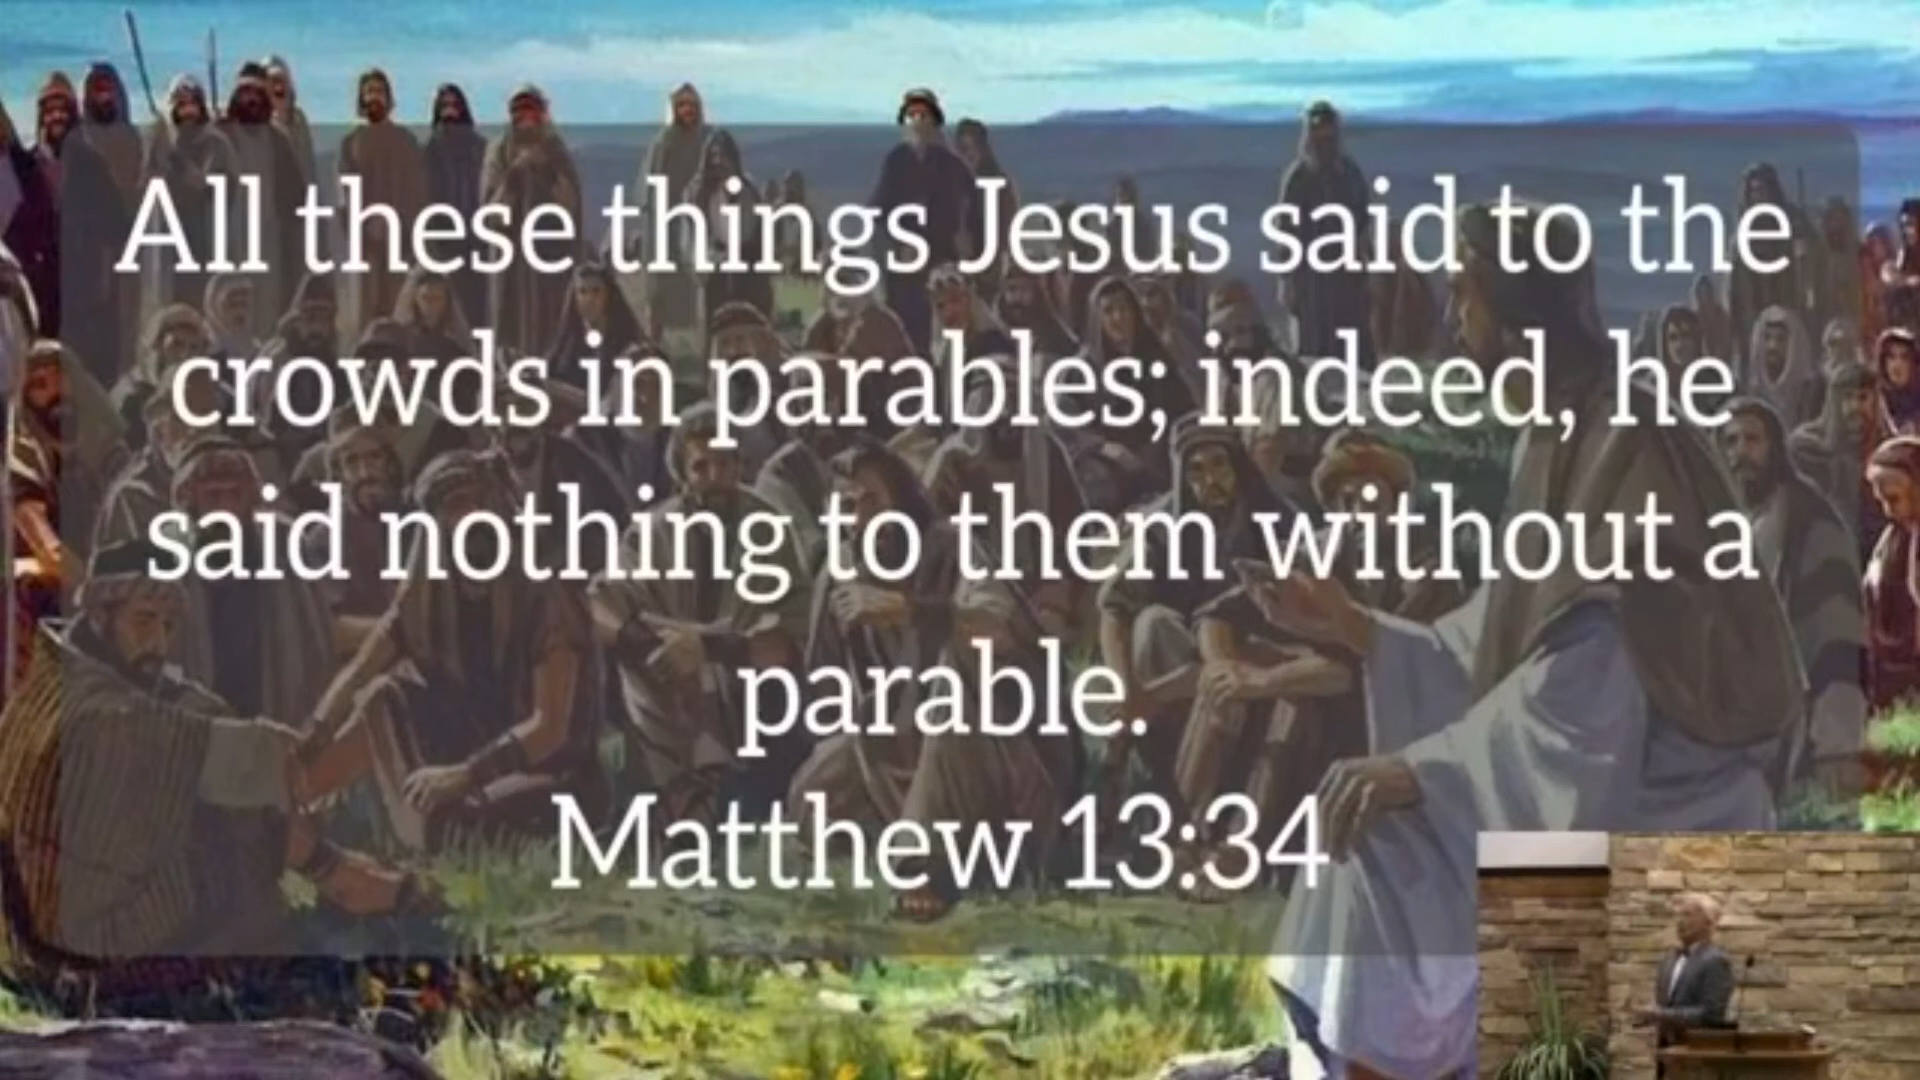 All these things Jesus said to the
crowds in parables; indeed, he
said nothing to them without a
parable.
Matthew 13:34